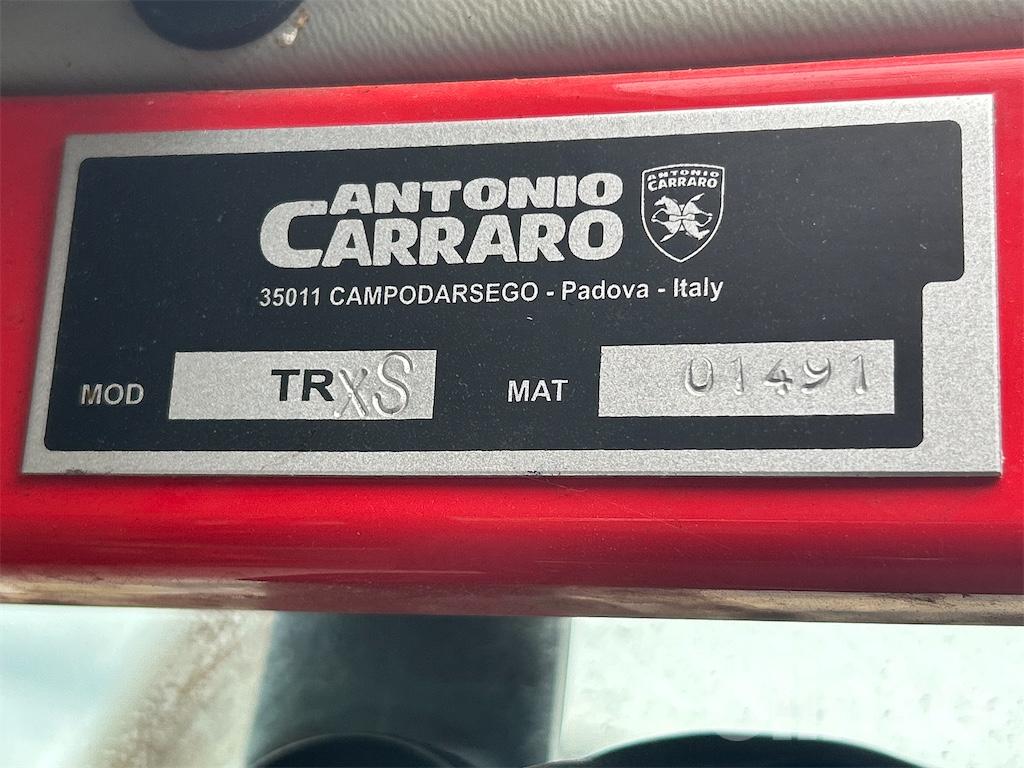 ANTONIO
CARRARO
ANTONIO
CARRARO
35011 CAMPODARSEGO - Padova - Italy
MOD TRXS MAT 01491